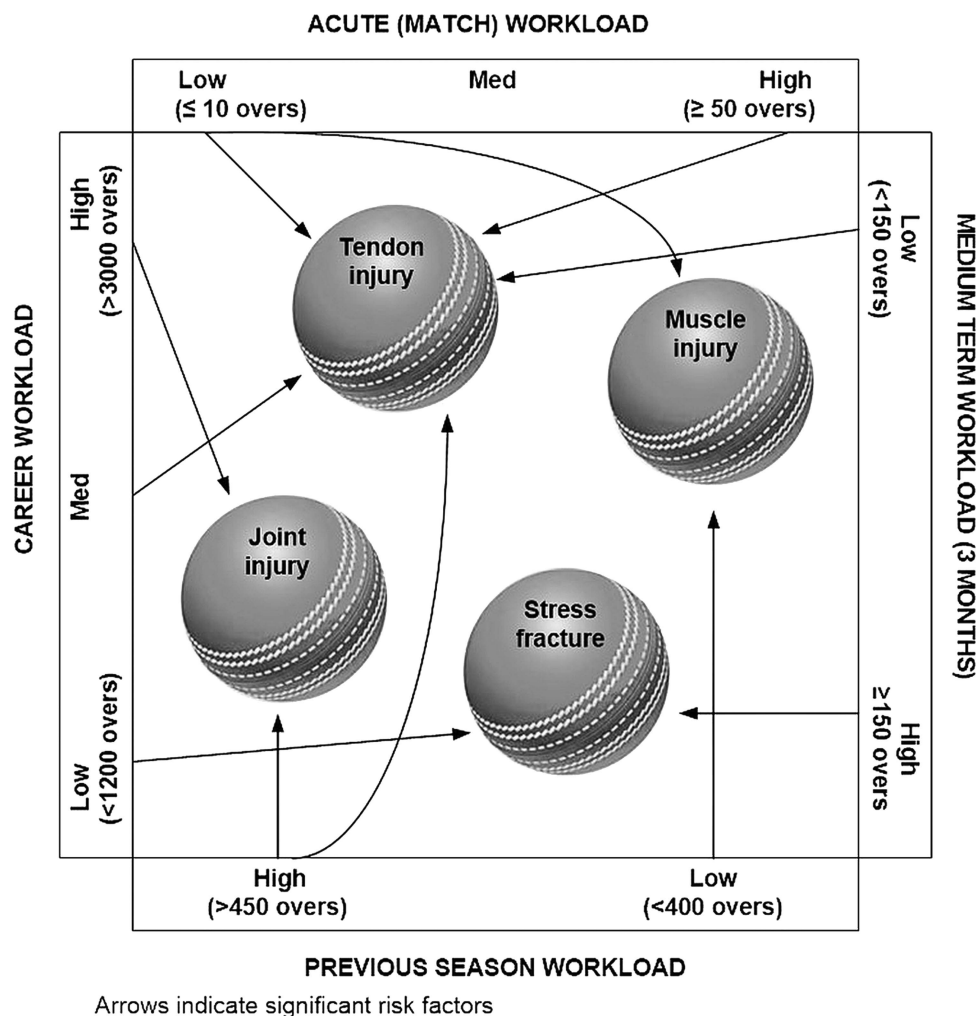 ACUTE (MATCH) WORKLOAD
Low
(≤ 10 overs)
Med
High
(≥ 50 overs)
CAREER WORKLOAD
High
(>3000 overs)
Med
Low
(<1200 overs)
Tendon
injury
Muscle
injury
Joint
injury
Stress
fracture
Low
(<150 overs)
High
≥150 overs
MEDIUM TERM WORKLOAD (3 MONTHS)
High
(>450 overs)
Low
(<400 overs)
PREVIOUS SEASON WORKLOAD
Arrows indicate significant risk factors